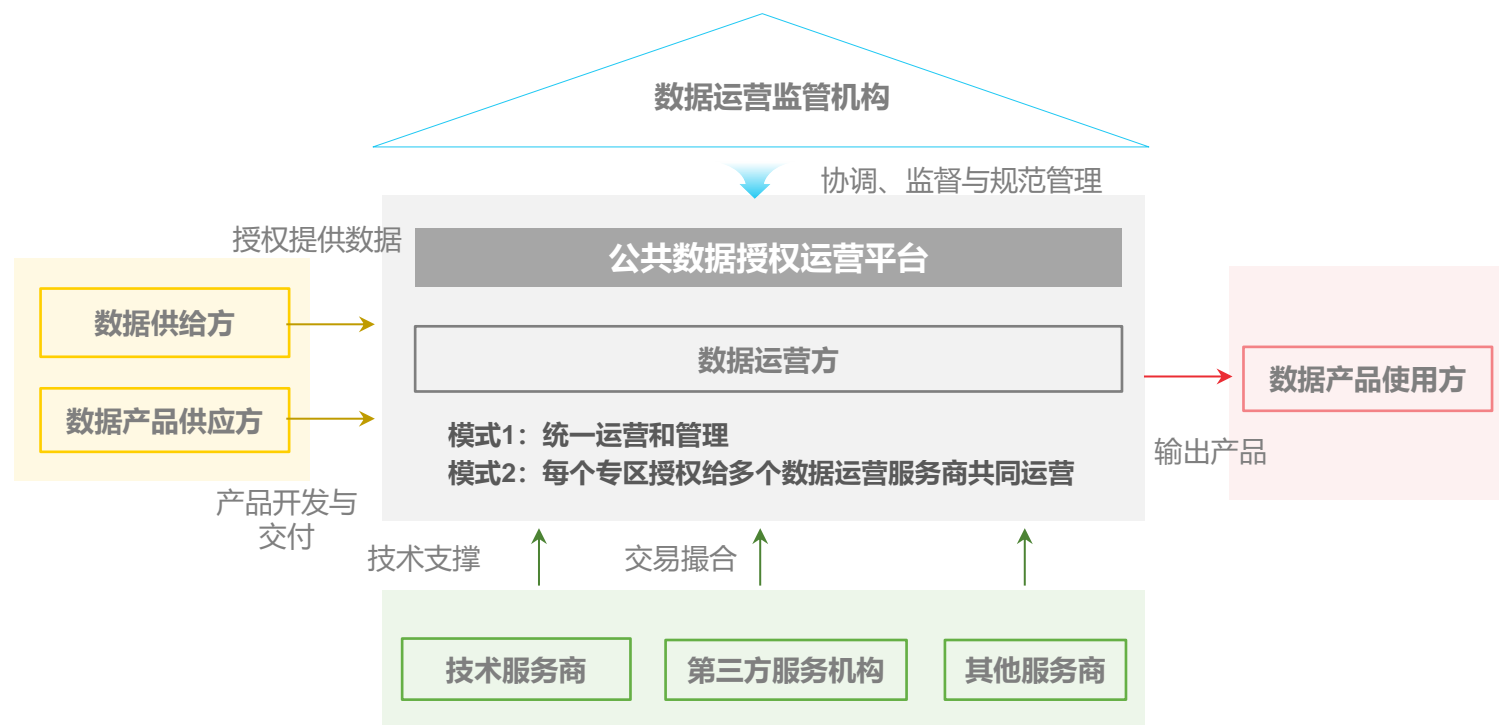 数据运营监管机构
协调、监督与规范管理
授权提供数据
公共数据授权运营平台
数据供给方
数据运营方
数据产品使用方
数据产品供应方
模式1：统一运营和管理
模式2：每个专区授权给多个数据运营服务商共同运营
输出产品
产品开发与
交付
技术支撑
交易撮合
技术服务商
第三方服务机构
其他服务商